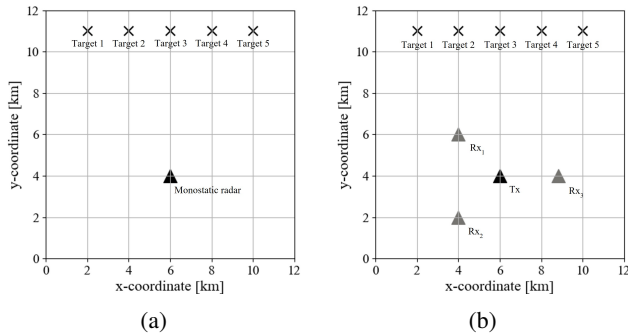 12
10
8
6
4
2
0
y-coordinate [km]
Target 1 Target 2 Target 3 Target 4 Target 5
Monostatic radar
0 2 4 6 8 10 12
x-coordinate [km]
(a)
12
10
8
6
4
2
0
y-coordinate [km]
Target 1 Target 2 Target 3 Target 4 Target 5
Rx₁
Tx
Rx₃
Rx₂
0 2 4 6 8 10 12
x-coordinate [km]
(b)